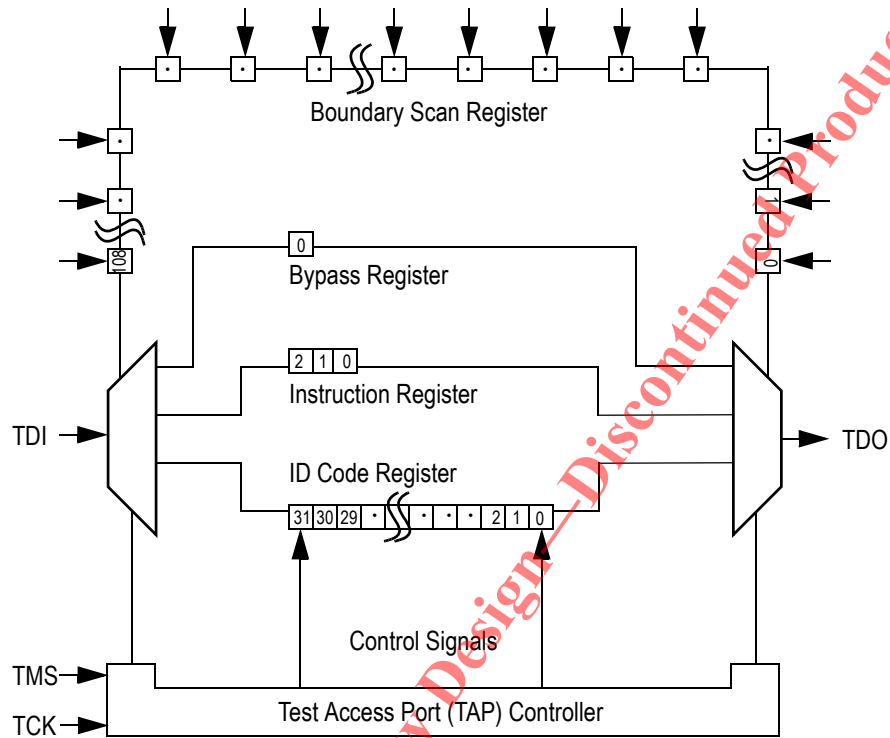 Boundary Scan Register
1
108
0
0
Bypass Register
2 1 0
Instruction Register
TDI
TDO
ID Code Register
31 30 29 · · · · 2 1 0
Control Signals
TMS
Test Access Port (TAP) Controller
TCK
Design—Discontinued